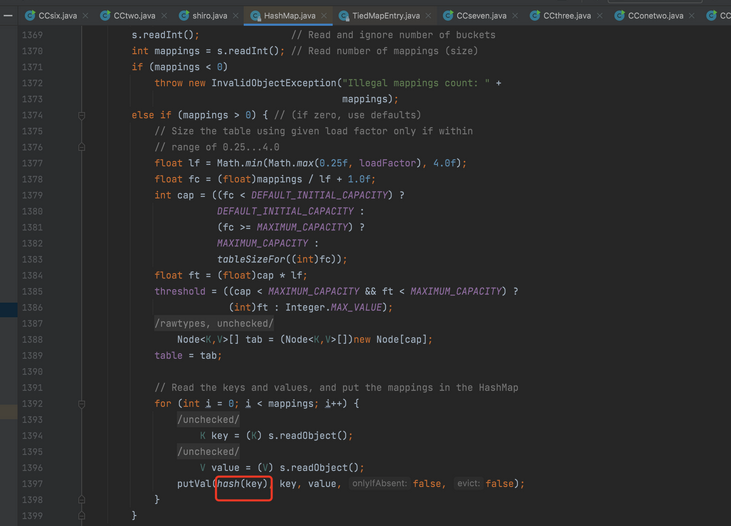 CCsix.java CCtwo.java shiro.java HashMap.java TiedMapEntry.java CCseven.java CCthree.java CConetwo.java CC
1369 s.readInt(); // Read and ignore number of buckets
1370 int mappings = s.readInt(); // Read number of mappings (size)
1371 if (mappings < 0)
1372 throw new InvalidObjectException("Illegal mappings count: " +
1373 mappings);
1374 else if (mappings > 0) { // (if zero, use defaults)
1375 // Size the table using given load factor only if within
1376 // range of 0.25...4.0
1377 float lf = Math.min(Math.max(0.25f, loadFactor), 4.0f);
1378 float fc = (float)mappings / lf + 1.0f;
1379 int cap = ((fc < DEFAULT_INITIAL_CAPACITY) ?
1380 DEFAULT_INITIAL_CAPACITY :
1381 (fc >= MAXIMUM_CAPACITY) ?
1382 MAXIMUM_CAPACITY :
1383 tableSizeFor((int)fc));
1384 float ft = (float)cap * lf;
1385 threshold = ((cap < MAXIMUM_CAPACITY && ft < MAXIMUM_CAPACITY) ?
1386 (int)ft : Integer.MAX_VALUE);
1387 /rawtypes, unchecked/
1388 Node<K,V>[] tab = (Node<K,V>[])new Node[cap];
1389 table = tab;
1390
1391 // Read the keys and values, and put the mappings in the HashMap
1392 for (int i = 0; i < mappings; i++) {
1393 /unchecked/
1394 K key = (K) s.readObject();
1395 /unchecked/
1396 V value = (V) s.readObject();
1397 putVal(hash(key), key, value, onlyIfAbsent: false, evict: false);
1398 }
1399 }